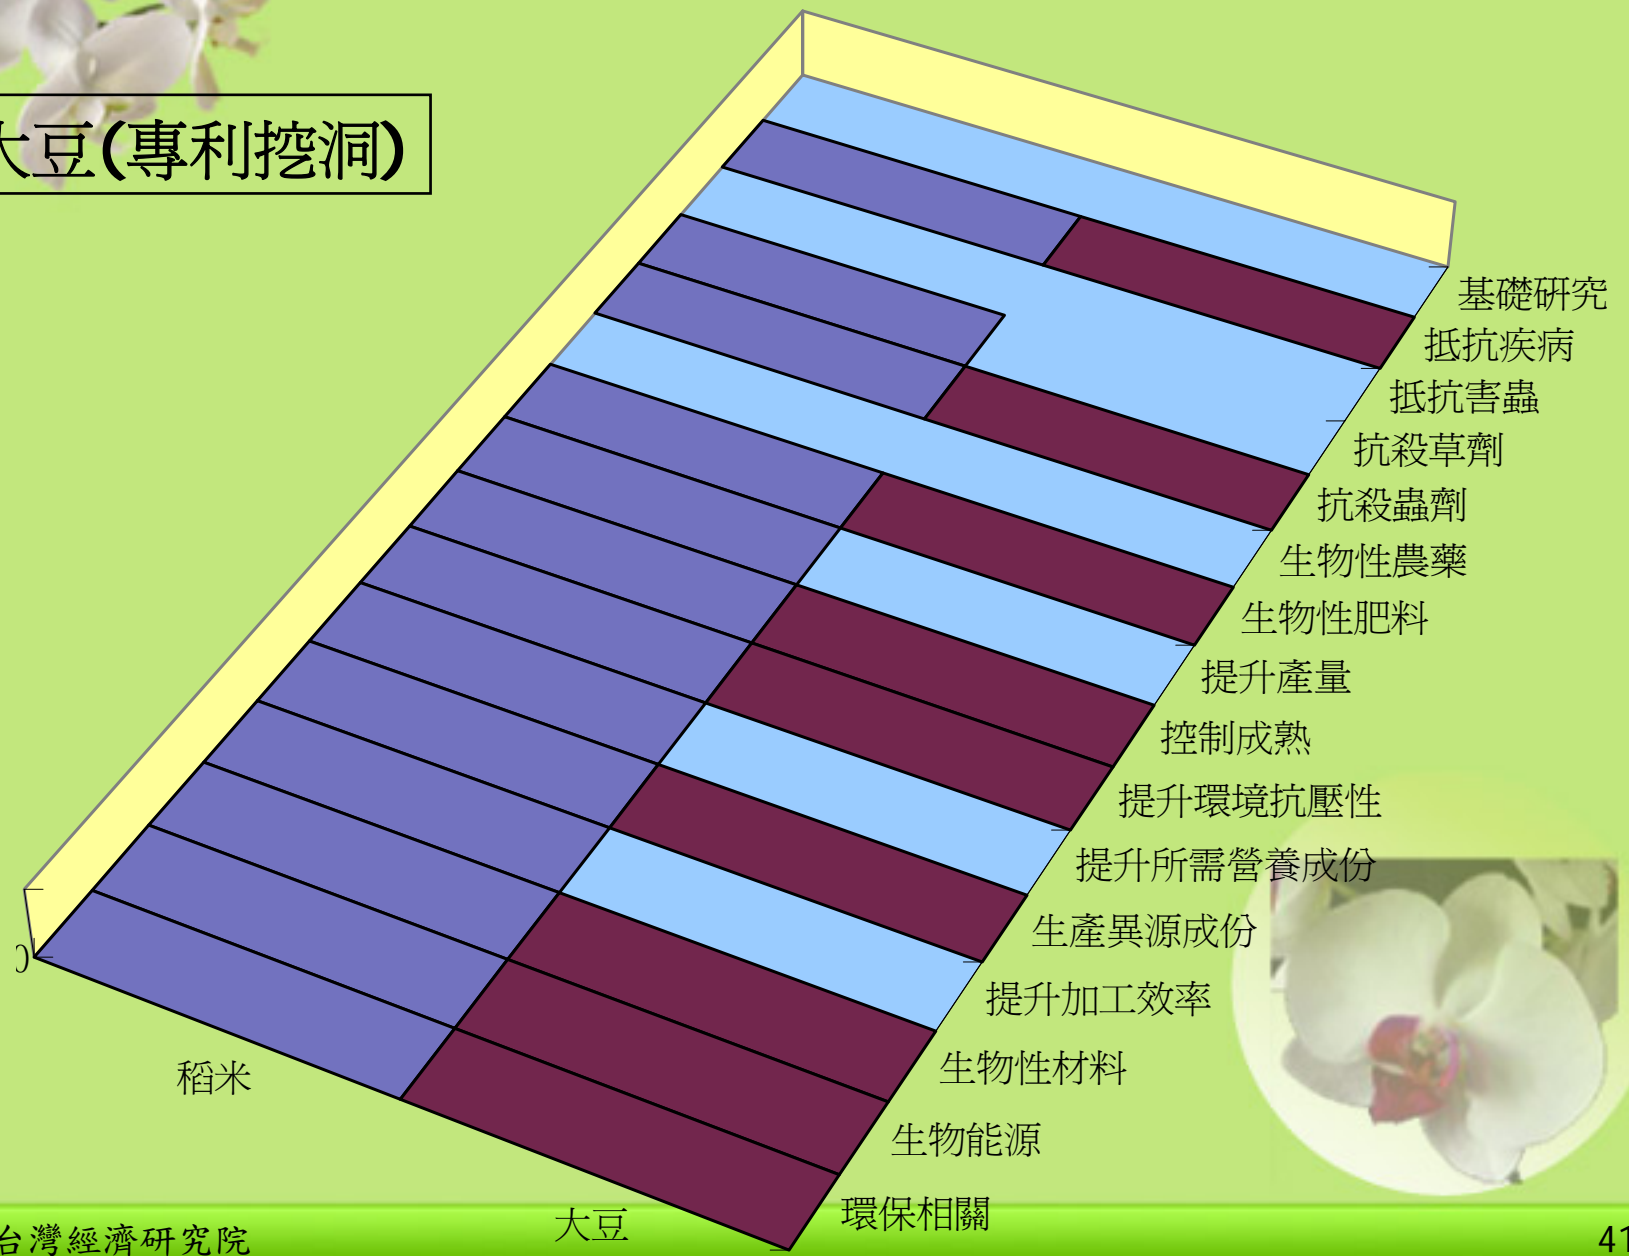 大豆(專利挖洞)
基礎研究
抵抗疾病
抵抗害蟲
抗殺草劑
抗殺蟲劑
生物性農藥
生物性肥料
提升產量
控制成熟
提升環境抗壓性
提升所需營養成份
生產異源成份
提升加工效率
生物性材料
生物能源
環保相關
0
稻米
大豆
台灣經濟研究院
41